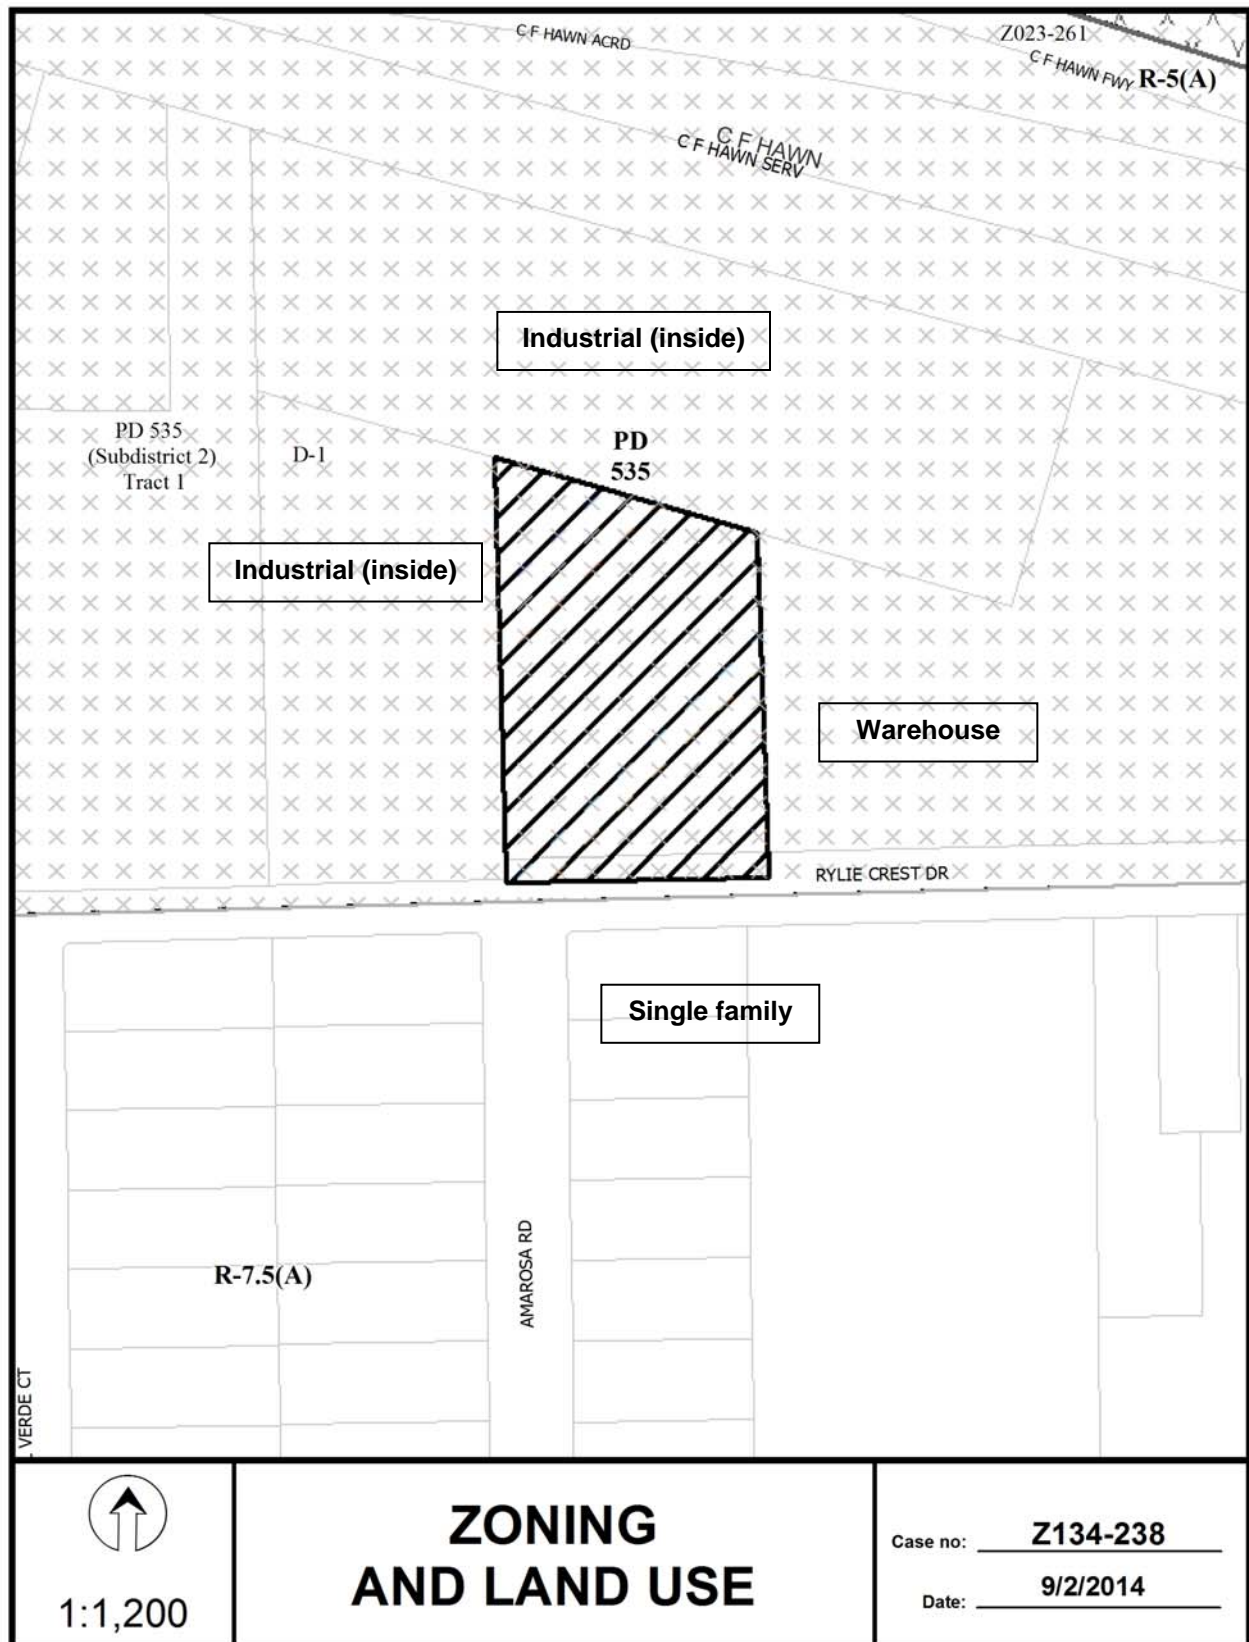 C F HAWN ACRD
Z023-261
C F HAWN FWY
R-5(A)
C F HAWN
C F HAWN SERV
Industrial (inside)
PD 535
(Subdistrict 2)
Tract 1
D-1
PD
535
Industrial (inside)
Warehouse
RYLIE CREST DR
Single family
AMAROSA RD
R-7.5(A)
VERDE CT
1:1,200
ZONING
AND LAND USE
Case no: Z134-238
Date: 9/2/2014